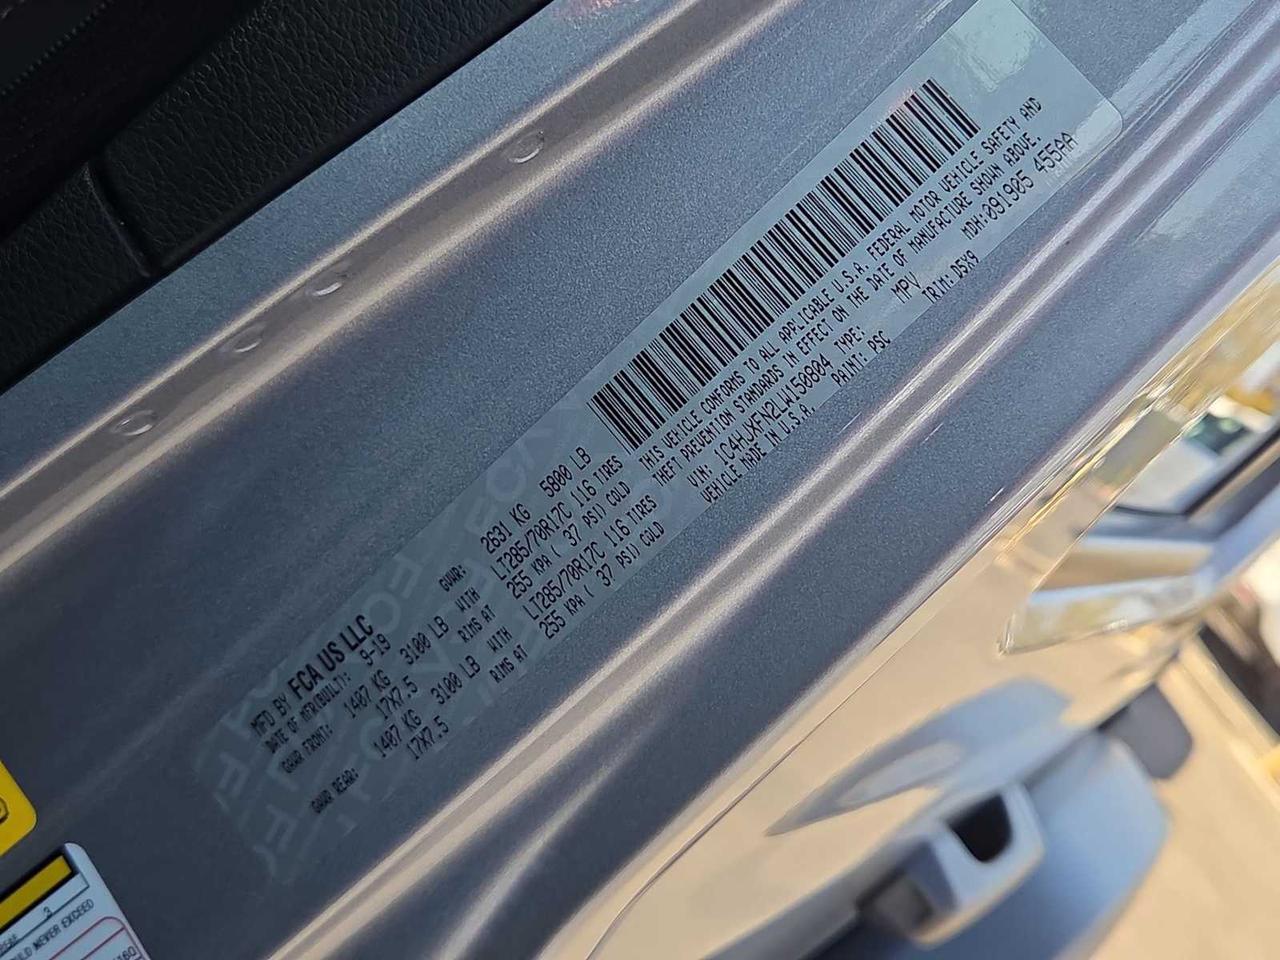 MFD BY FCA US LLC
DATE OF MTR(BUILT): 9-19 GVWR: 2631 KG 5800 LB
GAWR FRONT: 1407 KG 3100 LB WITH LT285/70R17C 116 TIRES
17X7.5 RIMS AT 255 KPA ( 37 PSI) COLD
GAWR REAR: 1407 KG 3100 LB WITH LT285/70R17C 116 TIRES
17X7.5 RIMS AT 255 KPA ( 37 PSI) COLD
THIS VEHICLE CONFORMS TO ALL APPLICABLE U.S.A. FEDERAL MOTOR VEHICLE SAFETY AND
THEFT PREVENTION STANDARDS IN EFFECT ON THE DATE OF MANUFACTURE SHOWN ABOVE.
VIN: 1C4HJXFN2LW150804 TYPE: MPV MDH:091905 455AA
VEHICLE MADE IN U.S.A. PAINT: PSC TRIM: D5X9
3
NEVER EXCEED